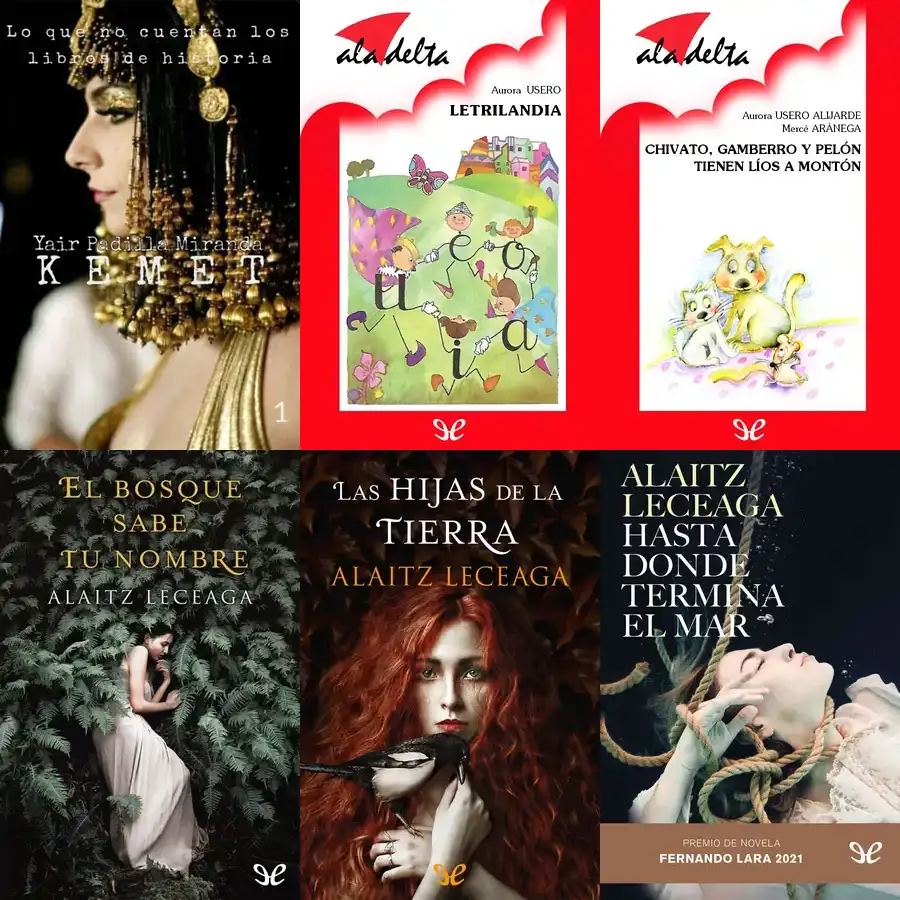 Lo que no cuentan los
libros de historia
Yair Padilla Miranda
KEMET
1
ala delta
Aurora USERO
LETRILANDIA
e
o
u
i
a
ala delta
Aurora USERO ALIJARDE
Mercè ARÁNEGA
CHIVATO, GAMBERRO Y PELÓN
TIENEN LÍOS A MONTÓN
EL BOSQUE
SABE
TU NOMBRE
ALAITZ LECEAGA
LAS HIJAS DE LA
TIERRA
ALAITZ LECEAGA
ALAITZ
LECEAGA
HASTA
DONDE
TERMINA
EL MAR
PREMIO DE NOVELA
FERNANDO LARA 2021